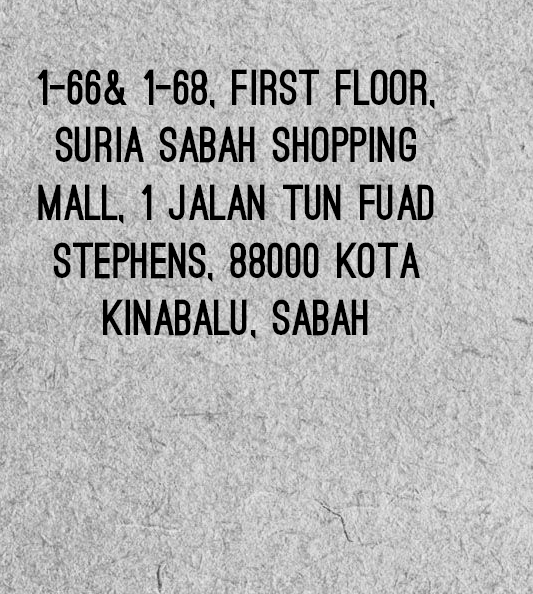 1-66& 1-68, FIRST FLOOR,
SURIA SABAH SHOPPING
MALL, 1 JALAN TUN FUAD
STEPHENS, 88000 KOTA
KINABALU, SABAH